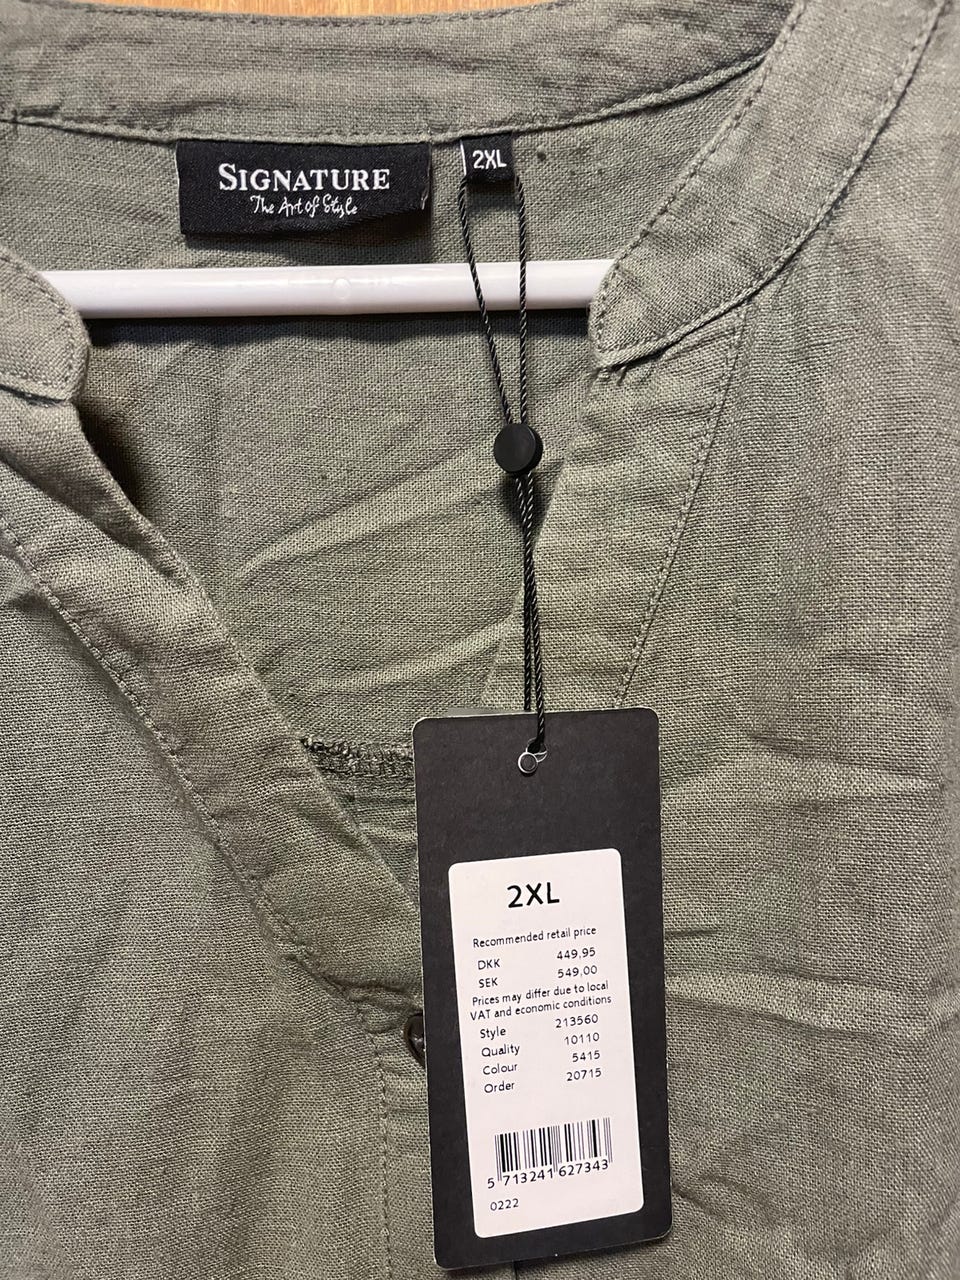 SIGNATURE
The Art of Style
2XL
2XL
Recommended retail price
DKK 449,95
SEK 549,00
Prices may differ due to local
VAT and economic conditions
Style 213560
Quality 10110
Colour 5415
Order 20715
5 713241 627343
0222